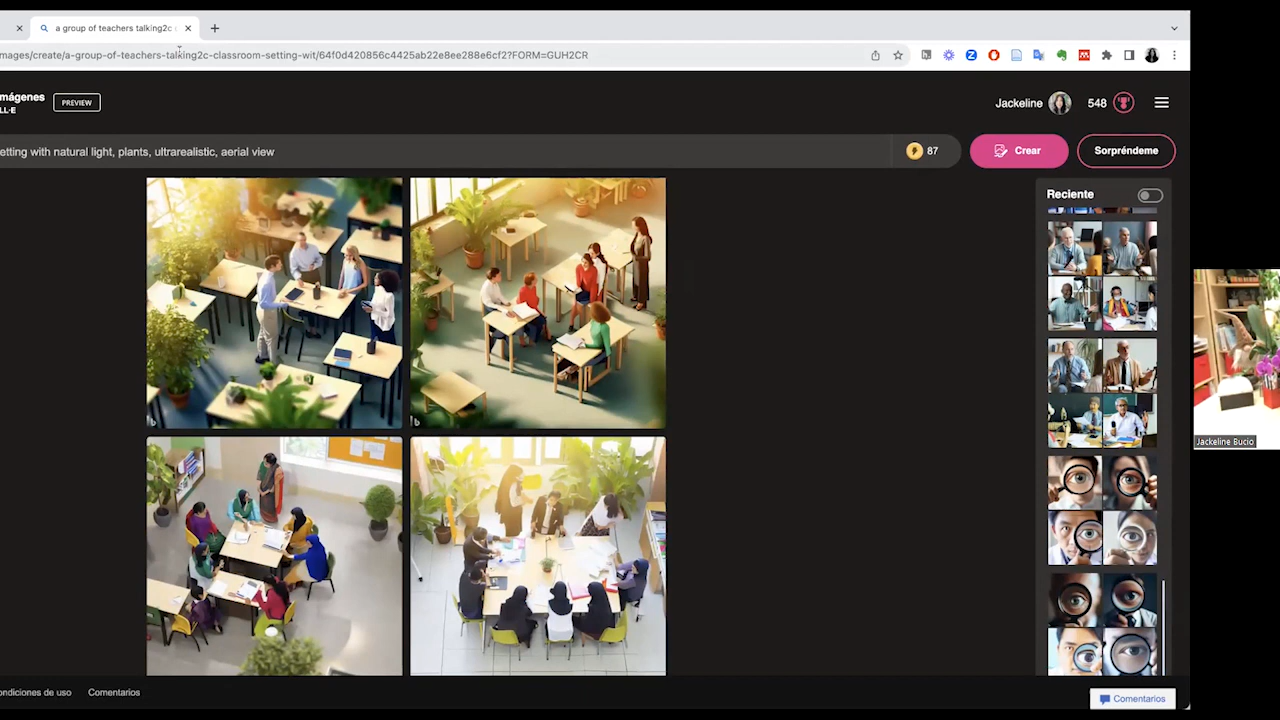 a group of teachers talking2c
mages/create/a-group-of-teachers-talking2c-classroom-setting-wit/64f0d420856c4425ab22e8ee288e6cf2?FORM=GUH2CR
mágenes
LL·E
PREVIEW
Jackeline
548
etting with natural light, plants, ultrarealistic, aerial view
87
Crear
Sorpréndeme
Reciente
Jackeline Bucio
ondiciones de uso
Comentarios
Comentarios